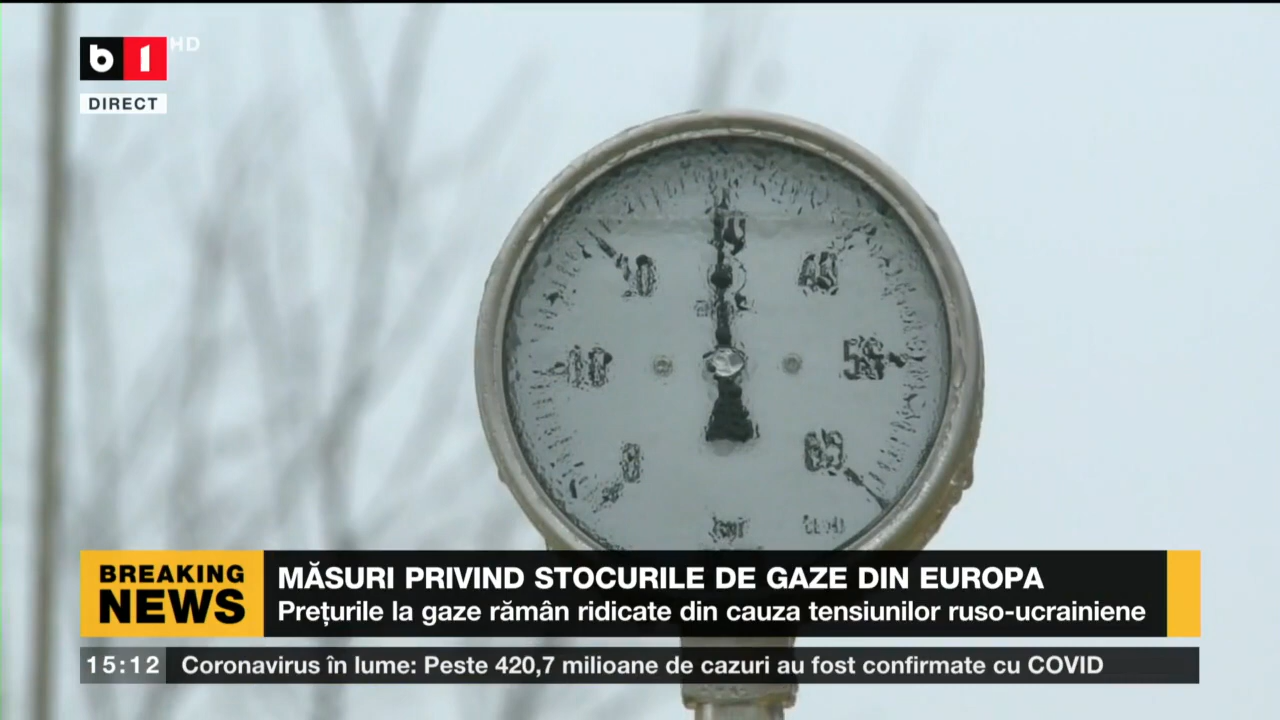 b 1 HD
DIRECT
BREAKING
NEWS
MĂSURI PRIVIND STOCURILE DE GAZE DIN EUROPA
Prețurile la gaze rămân ridicate din cauza tensiunilor ruso-ucrainiene
15:12 Coronavirus în lume: Peste 420,7 milioane de cazuri au fost confirmate cu COVID